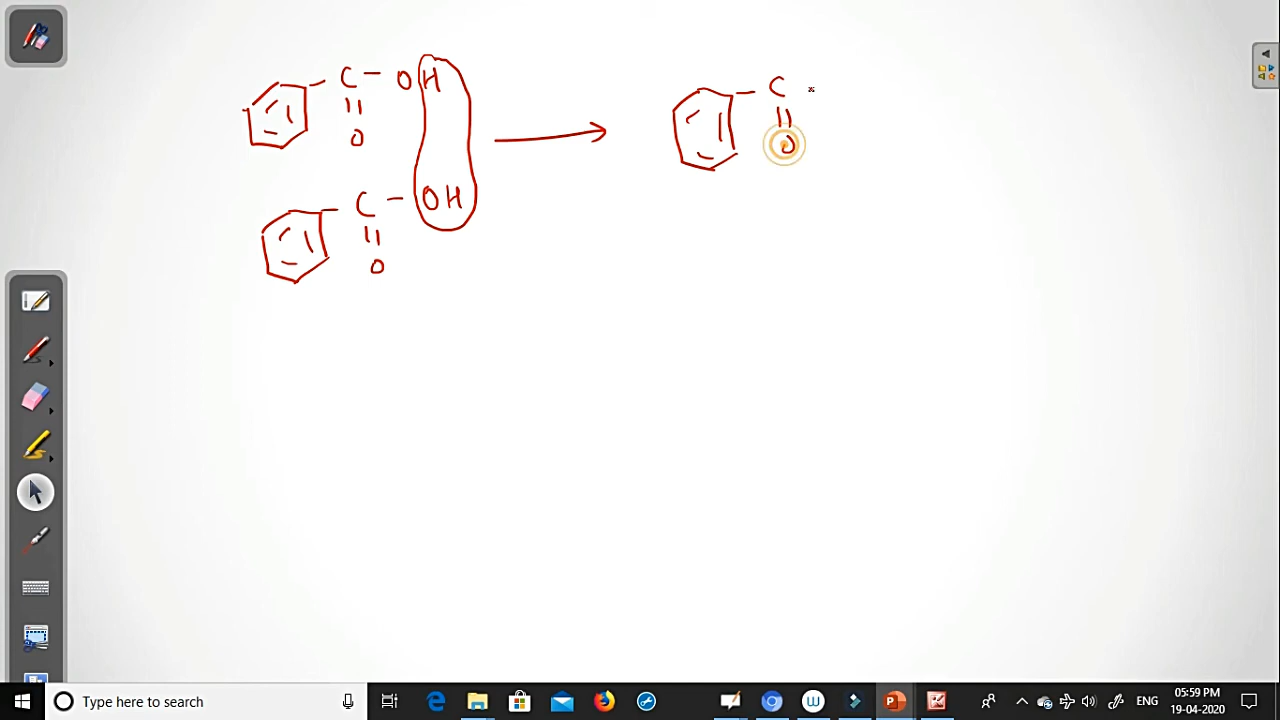 C - OH
O
C - OH
O
C
O
Type here to search
ENG
05:59 PM
19-04-2020